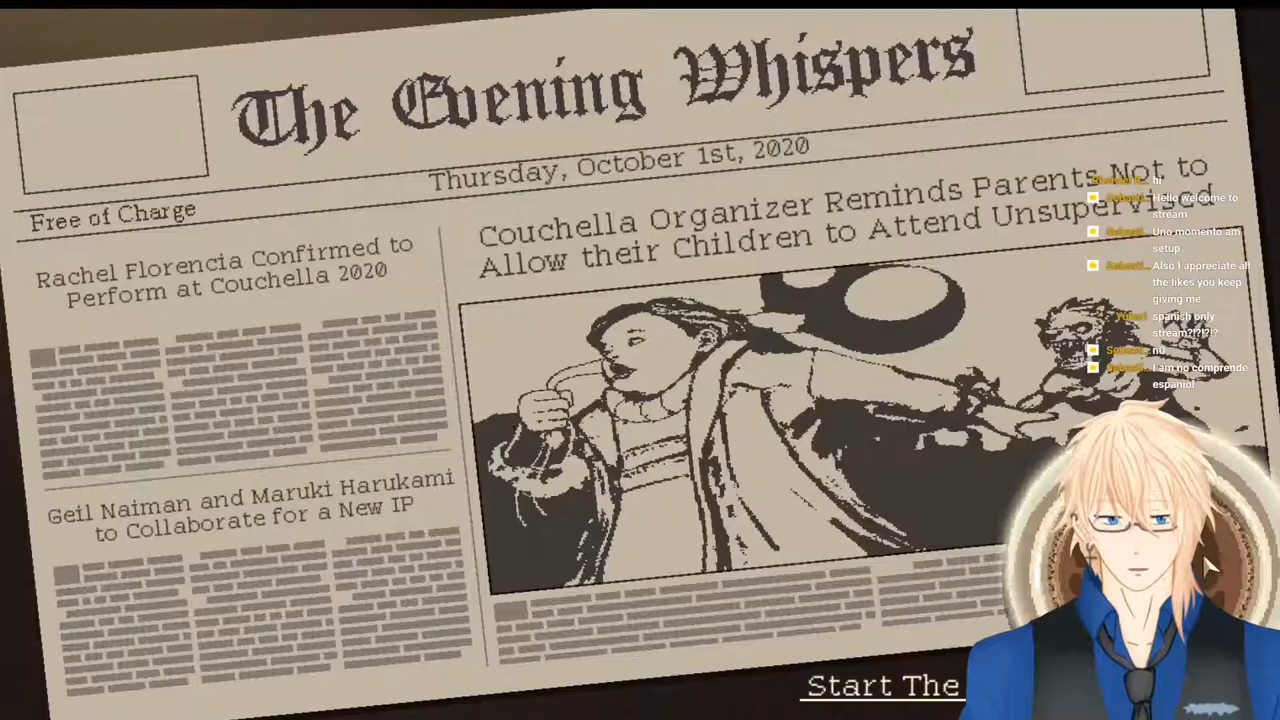 The Evening Whispers
Thursday, October 1st, 2020
Free of Charge
Rachel Florencia Confirmed to
Perform at Couchella 2020
Geil Naiman and Maruki Harukami
to Collaborate for a New IP
Couchella Organizer Reminds Parents Not to
Allow their Children to Attend Unsupervised
hi
Hello welcome to
stream
Uno momento am
setup
Also I appreciate all
the likes you keep
giving me
spanish only
stream?!?!?!?
no
I am no comprende
espaniol
Start The